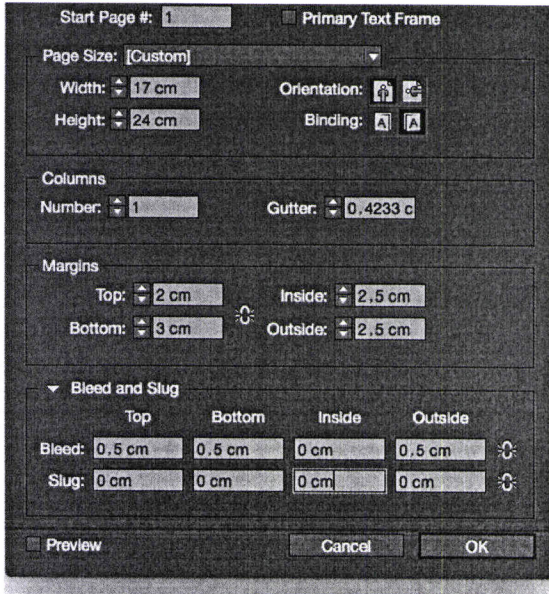 Start Page #: 1 Primary Text Frame
Page Size: [Custom]
Width: 17 cm Orientation:
Height: 24 cm Binding: A A
Columns
Number: 1 Gutter: 0.4233 c
Margins
Top: 2 cm Inside: 2.5 cm
Bottom: 3 cm Outside: 2.5 cm
Bleed and Slug
Top Bottom Inside Outside
Bleed: 0.5 cm 0.5 cm 0 cm 0.5 cm
Slug: 0 cm 0 cm 0 cm 0 cm
Preview Cancel OK